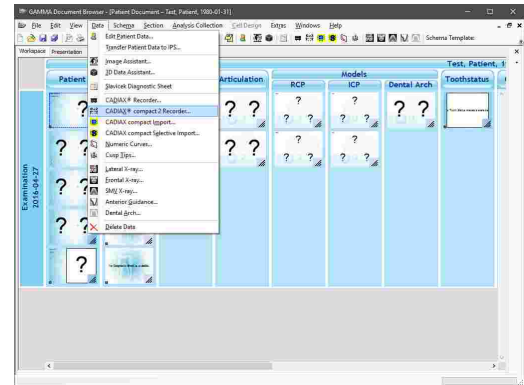 GAMMA Document Browser - [Patient Document - Test, Patient, 1980-01-31]
File Edit View Data Schema Section Analysis Collection Cell Design Extras Windows Help
Schema Template:
Workspace Presentation
Edit Patient Data...
Transfer Patient Data to IPS...
Image Assistant...
3D Data Assistant...
Slavicek Diagnostic Sheet
CADIAX® Recorder...
CADIAX® compact 2 Recorder...
CADIAX compact Import...
CADIAX compact Selective Import...
Numeric Curves...
Cusp Tips...
Lateral X-ray...
Frontal X-ray...
SMV X-ray...
Anterior Guidance...
Dental Arch...
Delete Data
Test, Patient, 1
Patient
Articulation
Models
RCP
ICP
Dental Arch
Toothstatus
Examination
2016-04-27
? ? ? ? ? ? ?
? ? ? ? ? ? ?
? ?
? ?
?